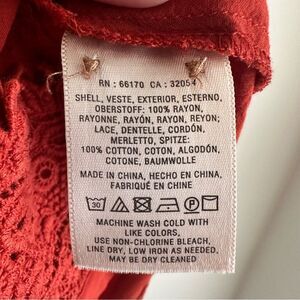 RN : 66170 CA : 32054
SHELL, VESTE, EXTERIOR, ESTERNO,
OBERSTOFF: 100% RAYON,
RAYONNE, RAYÓN, RAYON, REYON;
LACE, DENTELLE, CORDÓN,
MERLETTO, SPITZE:
100% COTTON, COTON, ALGODÓN,
COTONE, BAUMWOLLE
MADE IN CHINA, HECHO EN CHINA,
FABRIQUÉ EN CHINE
30
MACHINE WASH COLD WITH
LIKE COLORS,
USE NON-CHLORINE BLEACH,
LINE DRY, LOW IRON AS NEEDED,
MAY BE DRY CLEANED